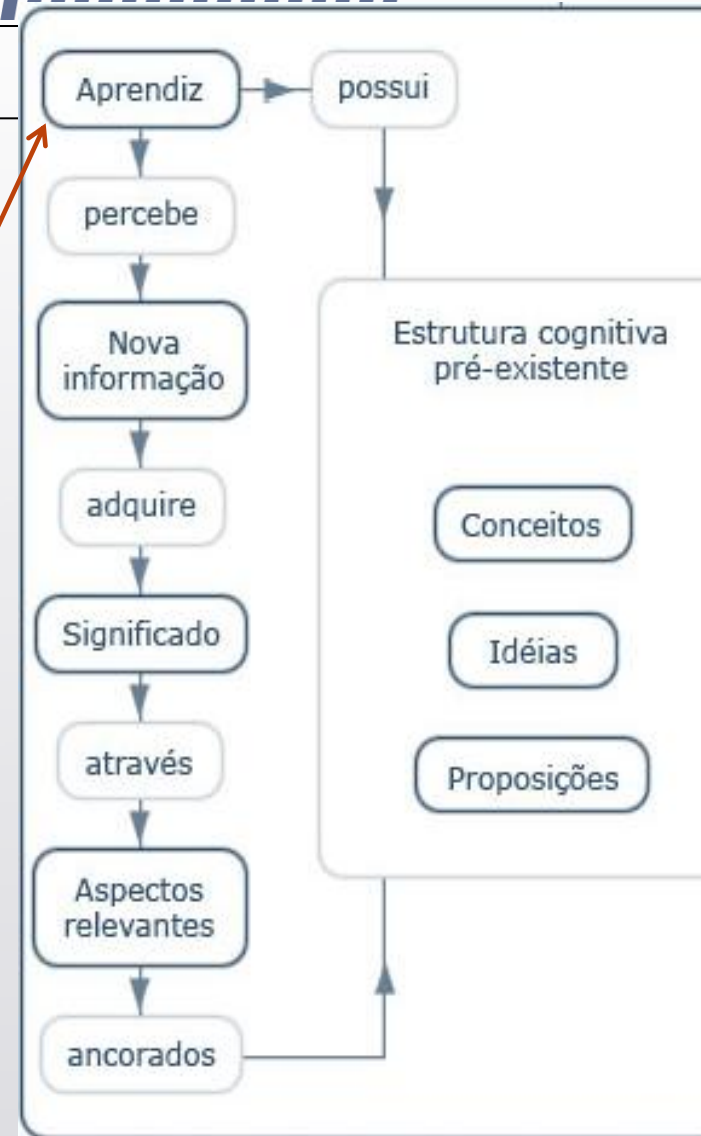 Aprendiz
possui
percebe
Nova
informação
adquire
Significado
através
Aspectos
relevantes
ancorados
Estrutura cognitiva
pré-existente
Conceitos
Idéias
Proposições